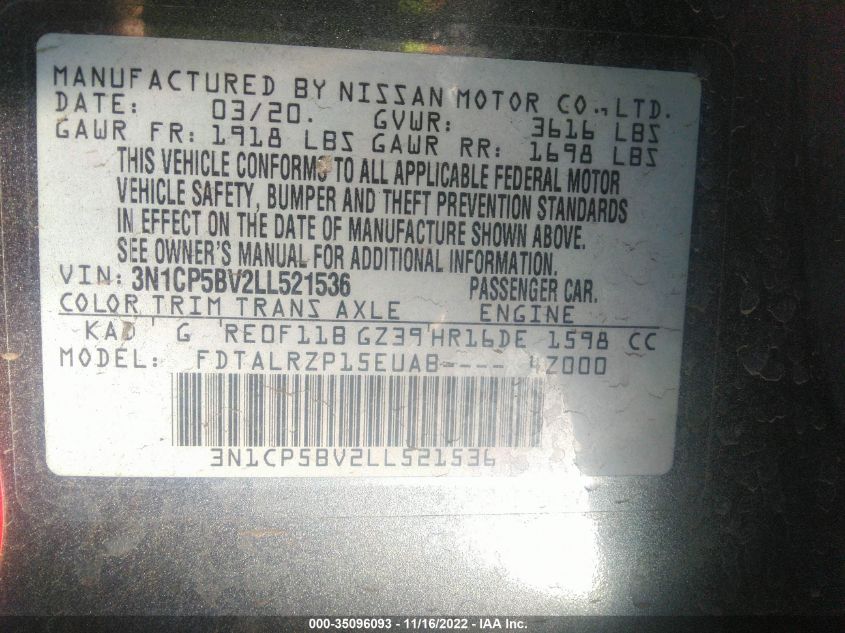 MANUFACTURED BY NISSAN MOTOR CO., LTD.
DATE: 03/20. GVWR: 3616 LBS
GAWR FR: 1918 LBS GAWR RR: 1698 LBS
THIS VEHICLE CONFORMS TO ALL APPLICABLE FEDERAL MOTOR
VEHICLE SAFETY, BUMPER AND THEFT PREVENTION STANDARDS
IN EFFECT ON THE DATE OF MANUFACTURE SHOWN ABOVE.
SEE OWNER'S MANUAL FOR ADDITIONAL INFORMATION.
VIN: 3N1CP5BV2LL521536 PASSENGER CAR.
COLOR TRIM TRANS AXLE ENGINE
KAD G RE0F11B GZ39 HR16DE 1598 CC
MODEL: FDTALRZP15EUAB---- 4Z000
3N1CP5BV2LL521536
000-35096093 - 11/16/2022 - IAA Inc.